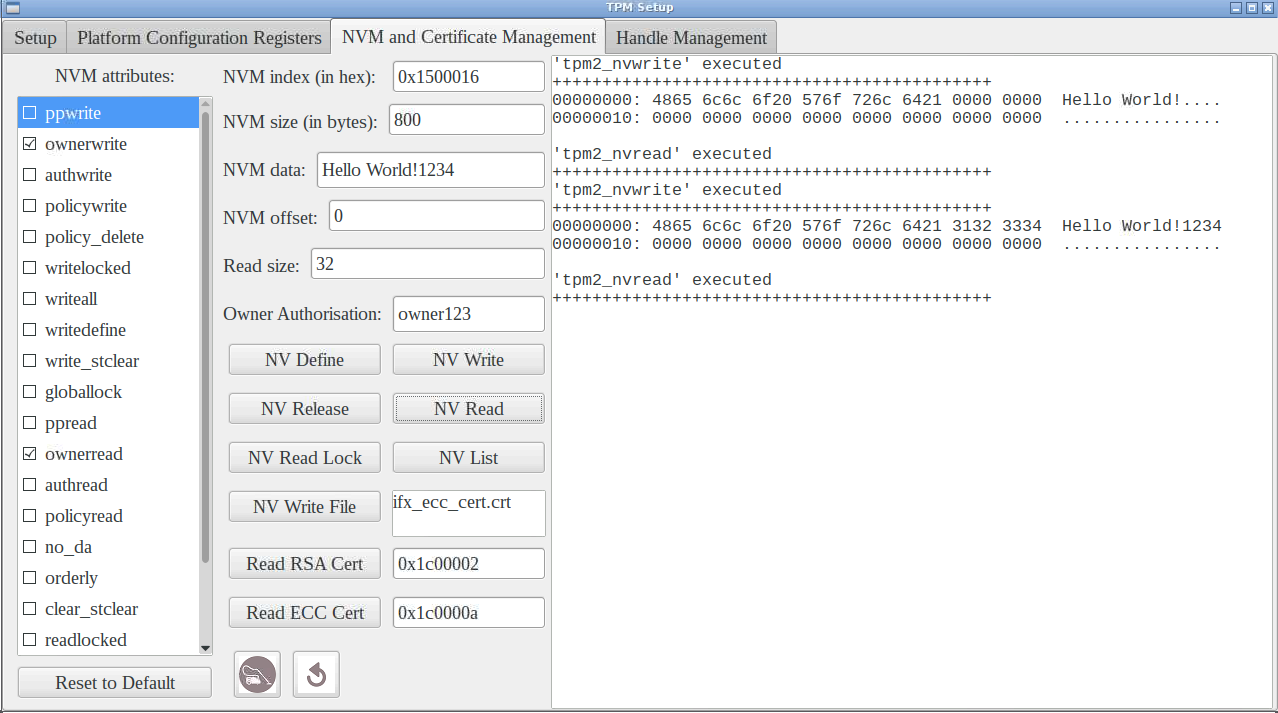 TPM Setup
Setup
Platform Configuration Registers
NVM and Certificate Management
Handle Management
NVM attributes:
ppwrite
ownerwrite
authwrite
policywrite
policy_delete
writelocked
writeall
writedefine
write_stclear
globallock
ppread
ownerread
authread
policyread
no_da
orderly
clear_stclear
readlocked
Reset to Default
NVM index (in hex): 0x1500016
NVM size (in bytes): 800
NVM data: Hello World!1234
NVM offset: 0
Read size: 32
Owner Authorisation: owner123
NV Define NV Write
NV Release NV Read
NV Read Lock NV List
NV Write File ifx_ecc_cert.crt
Read RSA Cert 0x1c00002
Read ECC Cert 0x1c0000a
'tpm2_nvwrite' executed
++++++++++++++++++++++++++++++++++++++++++++
00000000: 4865 6c6c 6f20 576f 726c 6421 0000 0000  Hello World!....
00000010: 0000 0000 0000 0000 0000 0000 0000 0000  ................
'tpm2_nvread' executed
++++++++++++++++++++++++++++++++++++++++++++
'tpm2_nvwrite' executed
++++++++++++++++++++++++++++++++++++++++++++
00000000: 4865 6c6c 6f20 576f 726c 6421 3132 3334  Hello World!1234
00000010: 0000 0000 0000 0000 0000 0000 0000 0000  ................
'tpm2_nvread' executed
++++++++++++++++++++++++++++++++++++++++++++